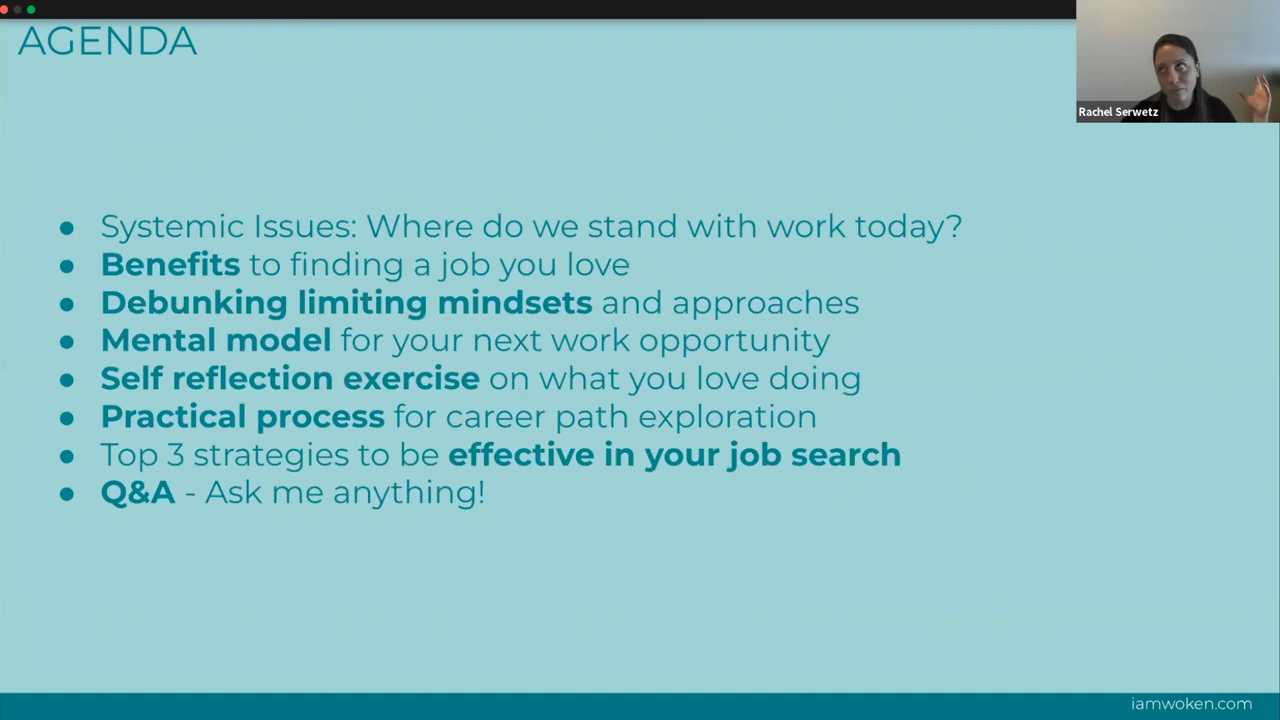 AGENDA
Rachel Serwetz
● Systemic Issues: Where do we stand with work today?
● Benefits to finding a job you love
● Debunking limiting mindsets and approaches
● Mental model for your next work opportunity
● Self reflection exercise on what you love doing
● Practical process for career path exploration
● Top 3 strategies to be effective in your job search
● Q&A - Ask me anything!
iamwoken.com